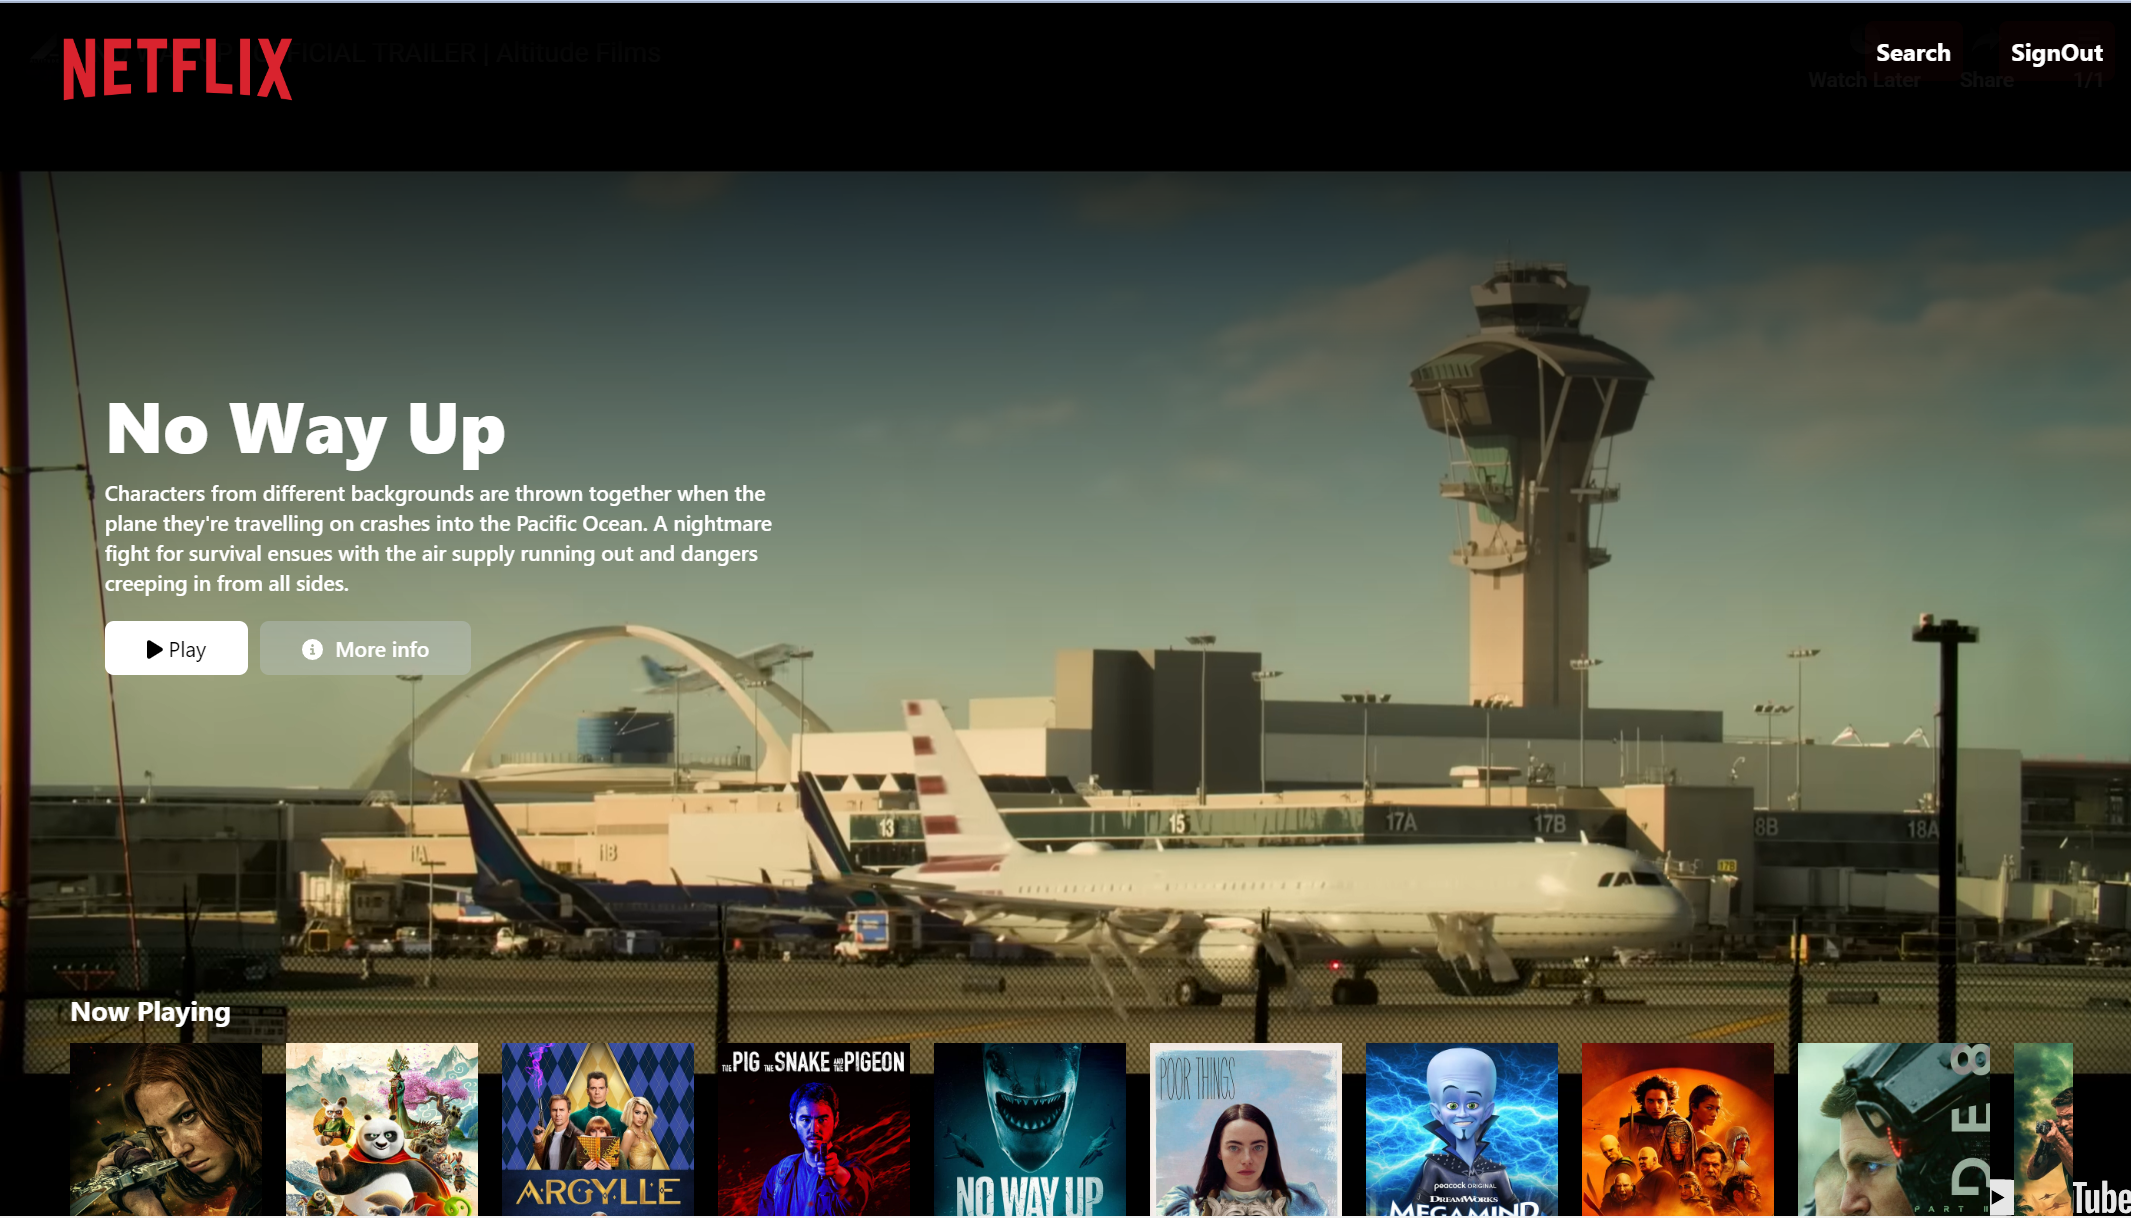 NETFLIX
FICIAL TRAILER | Altitude Films
Search
SignOut
Watch Later
Share
1/1
No Way Up
Characters from different backgrounds are thrown together when the
plane they're travelling on crashes into the Pacific Ocean. A nightmare
fight for survival ensues with the air supply running out and dangers
creeping in from all sides.
Play
More info
13
15
17A
17B
18A
Now Playing
THE PIG THE SNAKE AND THE PIGEON
POOR THINGS
ARGYLLE
NO WAY UP
peacock ORIGINAL
DREAMWORKS
MEGAMIND
CODE 8
PART II
Tube